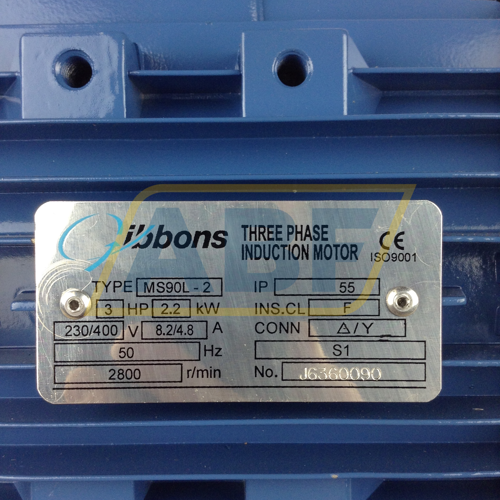 Gibbons THREE PHASE
INDUCTION MOTOR CE
ISO9001
TYPE MS90L-2 IP 55
3 HP 2.2 kW INS.CL F
230/400 V 8.2/4.8 A CONN △/Y
50 Hz S1
2800 r/min No. J6360090
ABF